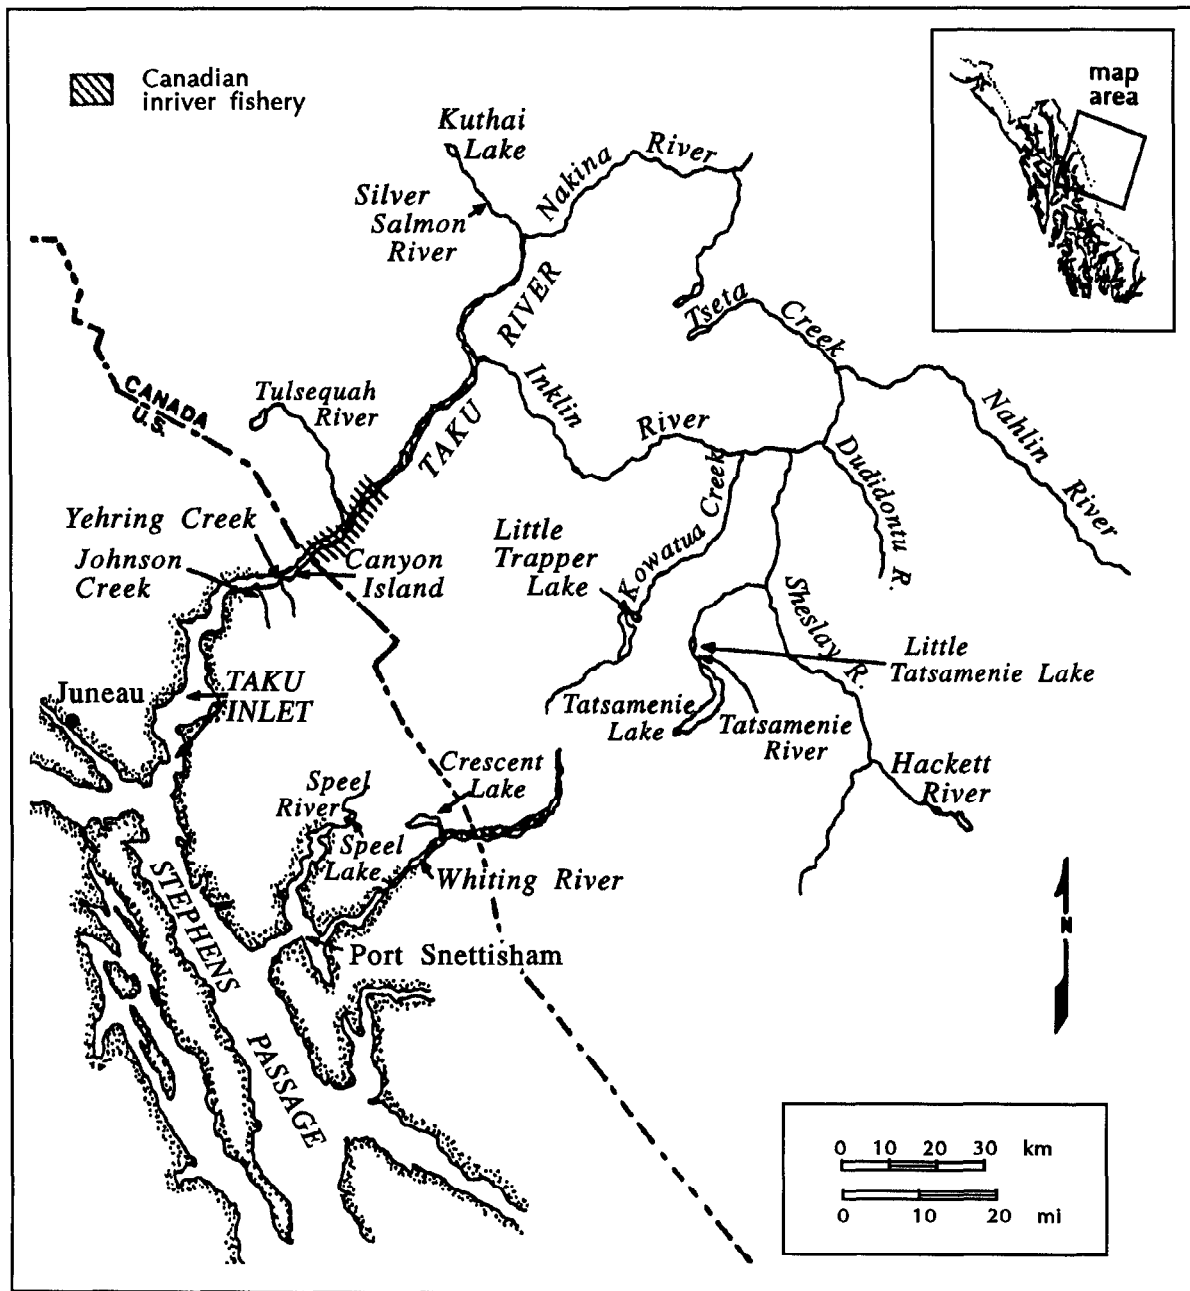 Canadian
inriver fishery
map
area
Kuthai
Lake
Nakina River
Silver
Salmon
River
TAKU RIVER
Tseta Creek
CANADA
U.S.
Tulsequah
River
Inklin River
Nahlin River
Dudidontu R.
Kowatua Creek
Yehring Creek
Johnson
Creek
Canyon
Island
Little
Trapper
Lake
Sheslay R.
Little
Tatsamenie Lake
Juneau
TAKU
INLET
Tatsamenie
Lake
Tatsamenie
River
Hackett
River
Crescent
Lake
Speel
River
Speel
Lake
Whiting River
Port Snettisham
STEPHENS PASSAGE
N
0 10 20 30 km
0 10 20 mi